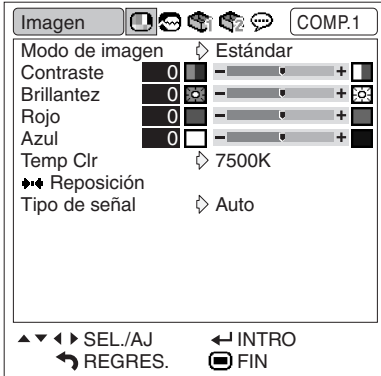 Imagen COMP.1
Modo de imagen Estándar
Contraste 0 - +
Brillantez 0 - +
Rojo 0 - +
Azul 0 - +
Temp Clr 7500K
Reposición
Tipo de señal Auto
SEL./AJ INTRO
REGRES. FIN